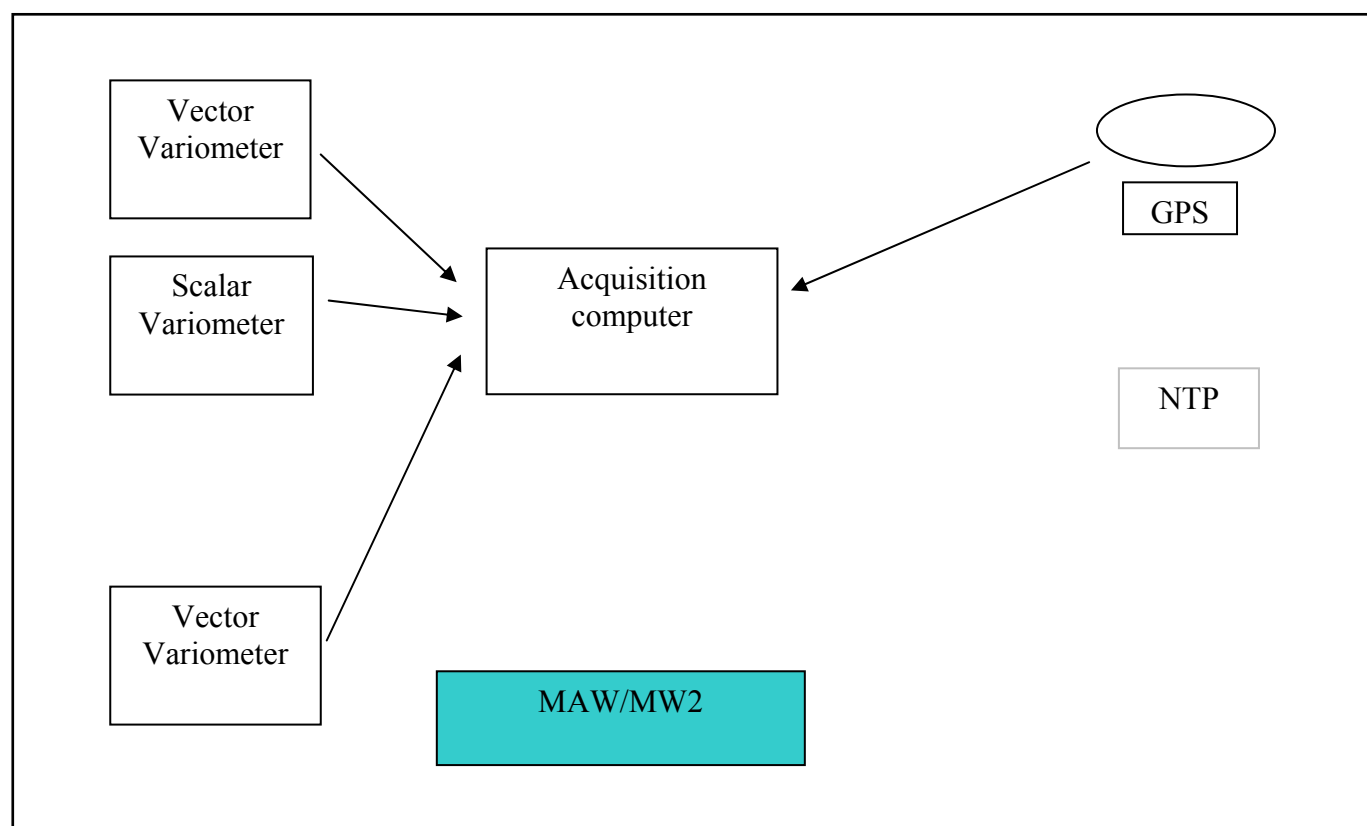 Vector
Variometer
Scalar
Variometer
Acquisition
computer
GPS
NTP
Vector
Variometer
MAW/MW2